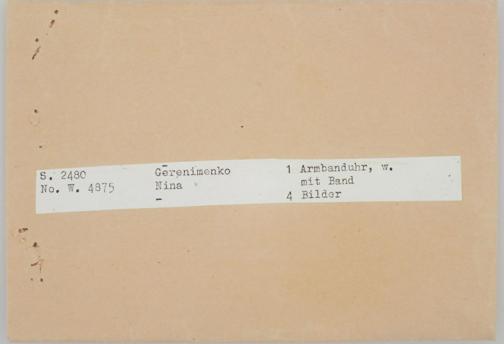 S. 2480 Gerenimenko 1 Armbanduhr, w.
No. W. 4875 Nina mit Band
- 4 Bilder